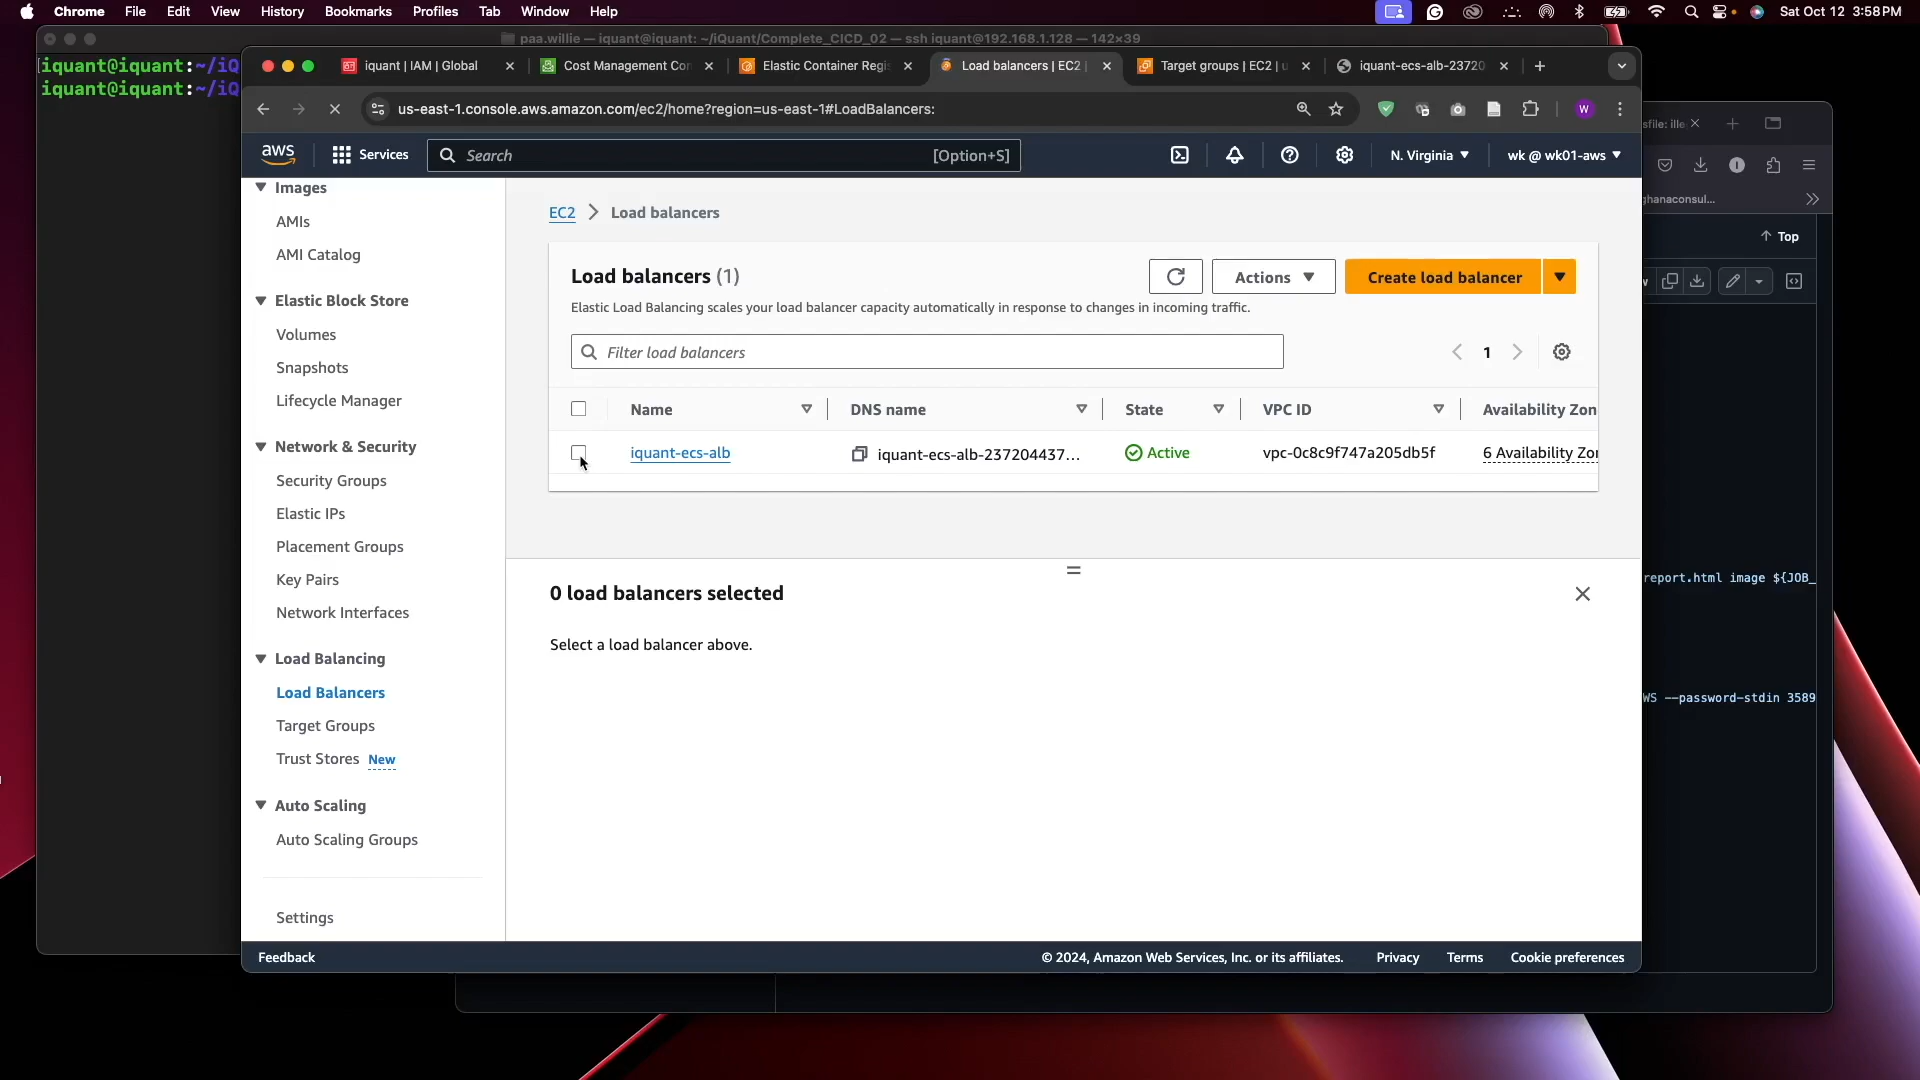 Chrome File Edit View History Bookmarks Profiles Tab Window Help
Sat Oct 12 3:58 PM
paa.willie — iquant@iquant: ~/iQuant/Complete_CICD_02 — ssh iquant@192.168.1.128 — 142×39
iquant@iquant:~/iQ
iquant@iquant:~/iQ
iquant | IAM | Global
Cost Management Con
Elastic Container Regis
Load balancers | EC2 |
Target groups | EC2 | u
iquant-ecs-alb-23720
us-east-1.console.aws.amazon.com/ec2/home?region=us-east-1#LoadBalancers:
W
aws
Services
Search
[Option+S]
N. Virginia
wk @ wk01-aws
Images
AMIs
AMI Catalog
Elastic Block Store
Volumes
Snapshots
Lifecycle Manager
Network & Security
Security Groups
Elastic IPs
Placement Groups
Key Pairs
Network Interfaces
Load Balancing
Load Balancers
Target Groups
Trust Stores New
Auto Scaling
Auto Scaling Groups
Settings
EC2 > Load balancers
Load balancers (1)
Actions
Create load balancer
Elastic Load Balancing scales your load balancer capacity automatically in response to changes in incoming traffic.
Filter load balancers
1
Name DNS name State VPC ID Availability Zon
iquant-ecs-alb iquant-ecs-alb-237204437... Active vpc-0c8c9f747a205db5f 6 Availability Zon
0 load balancers selected
Select a load balancer above.
Feedback
© 2024, Amazon Web Services, Inc. or its affiliates. Privacy Terms Cookie preferences
sfile: ille
ghanaconsul...
Top
report.html image ${JOB_
WS --password-stdin 3589